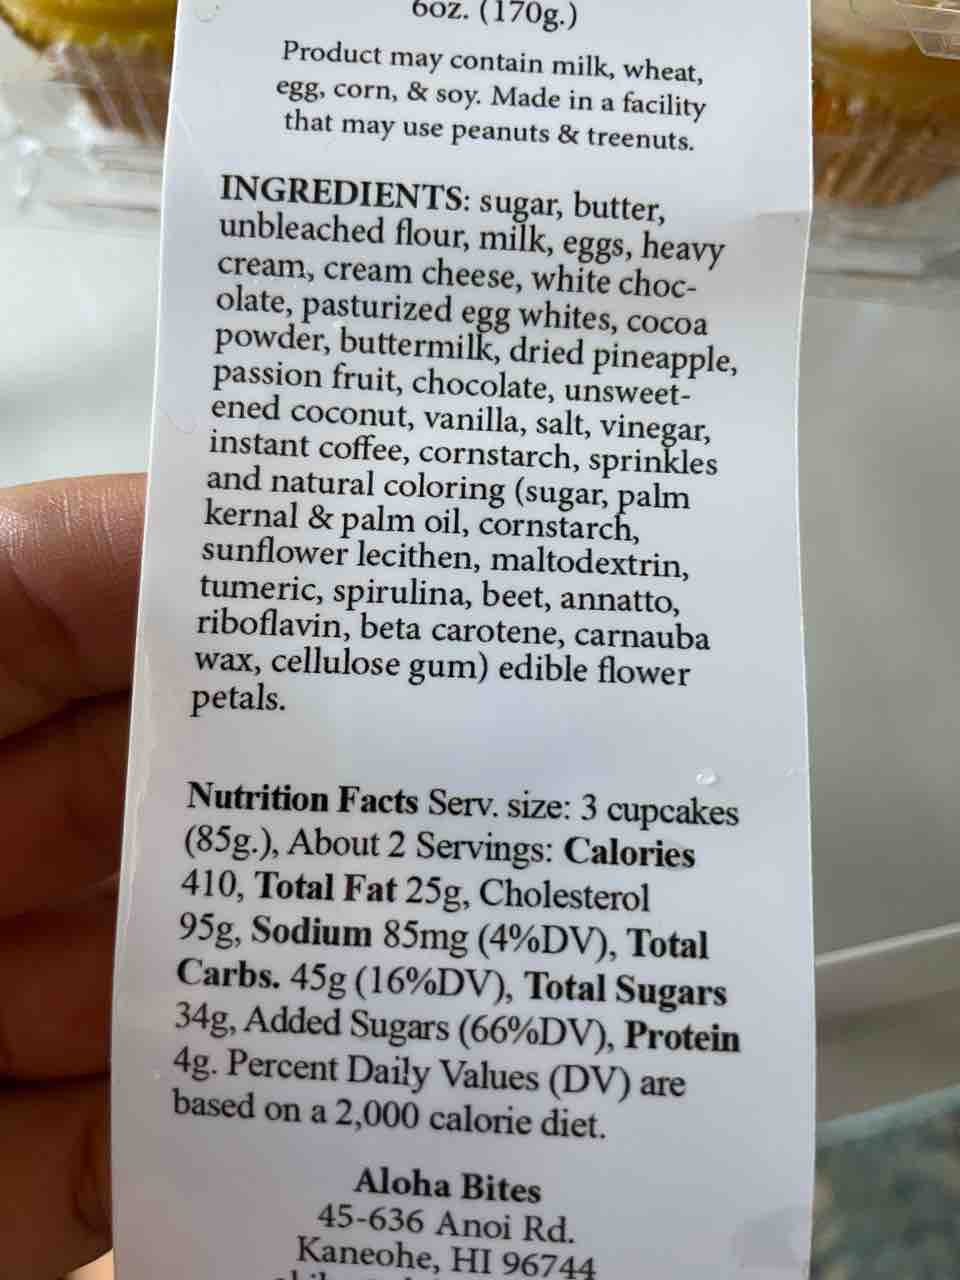 6oz. (170g.)
Product may contain milk, wheat,
egg, corn, & soy. Made in a facility
that may use peanuts & treenuts.
INGREDIENTS: sugar, butter,
unbleached flour, milk, eggs, heavy
cream, cream cheese, white choc-
olate, pasturized egg whites, cocoa
powder, buttermilk, dried pineapple,
passion fruit, chocolate, unsweet-
ened coconut, vanilla, salt, vinegar,
instant coffee, cornstarch, sprinkles
and natural coloring (sugar, palm
kernal & palm oil, cornstarch,
sunflower lecithen, maltodextrin,
tumeric, spirulina, beet, annatto,
riboflavin, beta carotene, carnauba
wax, cellulose gum) edible flower
petals.
Nutrition Facts Serv. size: 3 cupcakes
(85g.), About 2 Servings: Calories
410, Total Fat 25g, Cholesterol
95g, Sodium 85mg (4%DV), Total
Carbs. 45g (16%DV), Total Sugars
34g, Added Sugars (66%DV), Protein
4g. Percent Daily Values (DV) are
based on a 2,000 calorie diet.
Aloha Bites
45-636 Anoi Rd.
Kaneohe, HI 96744